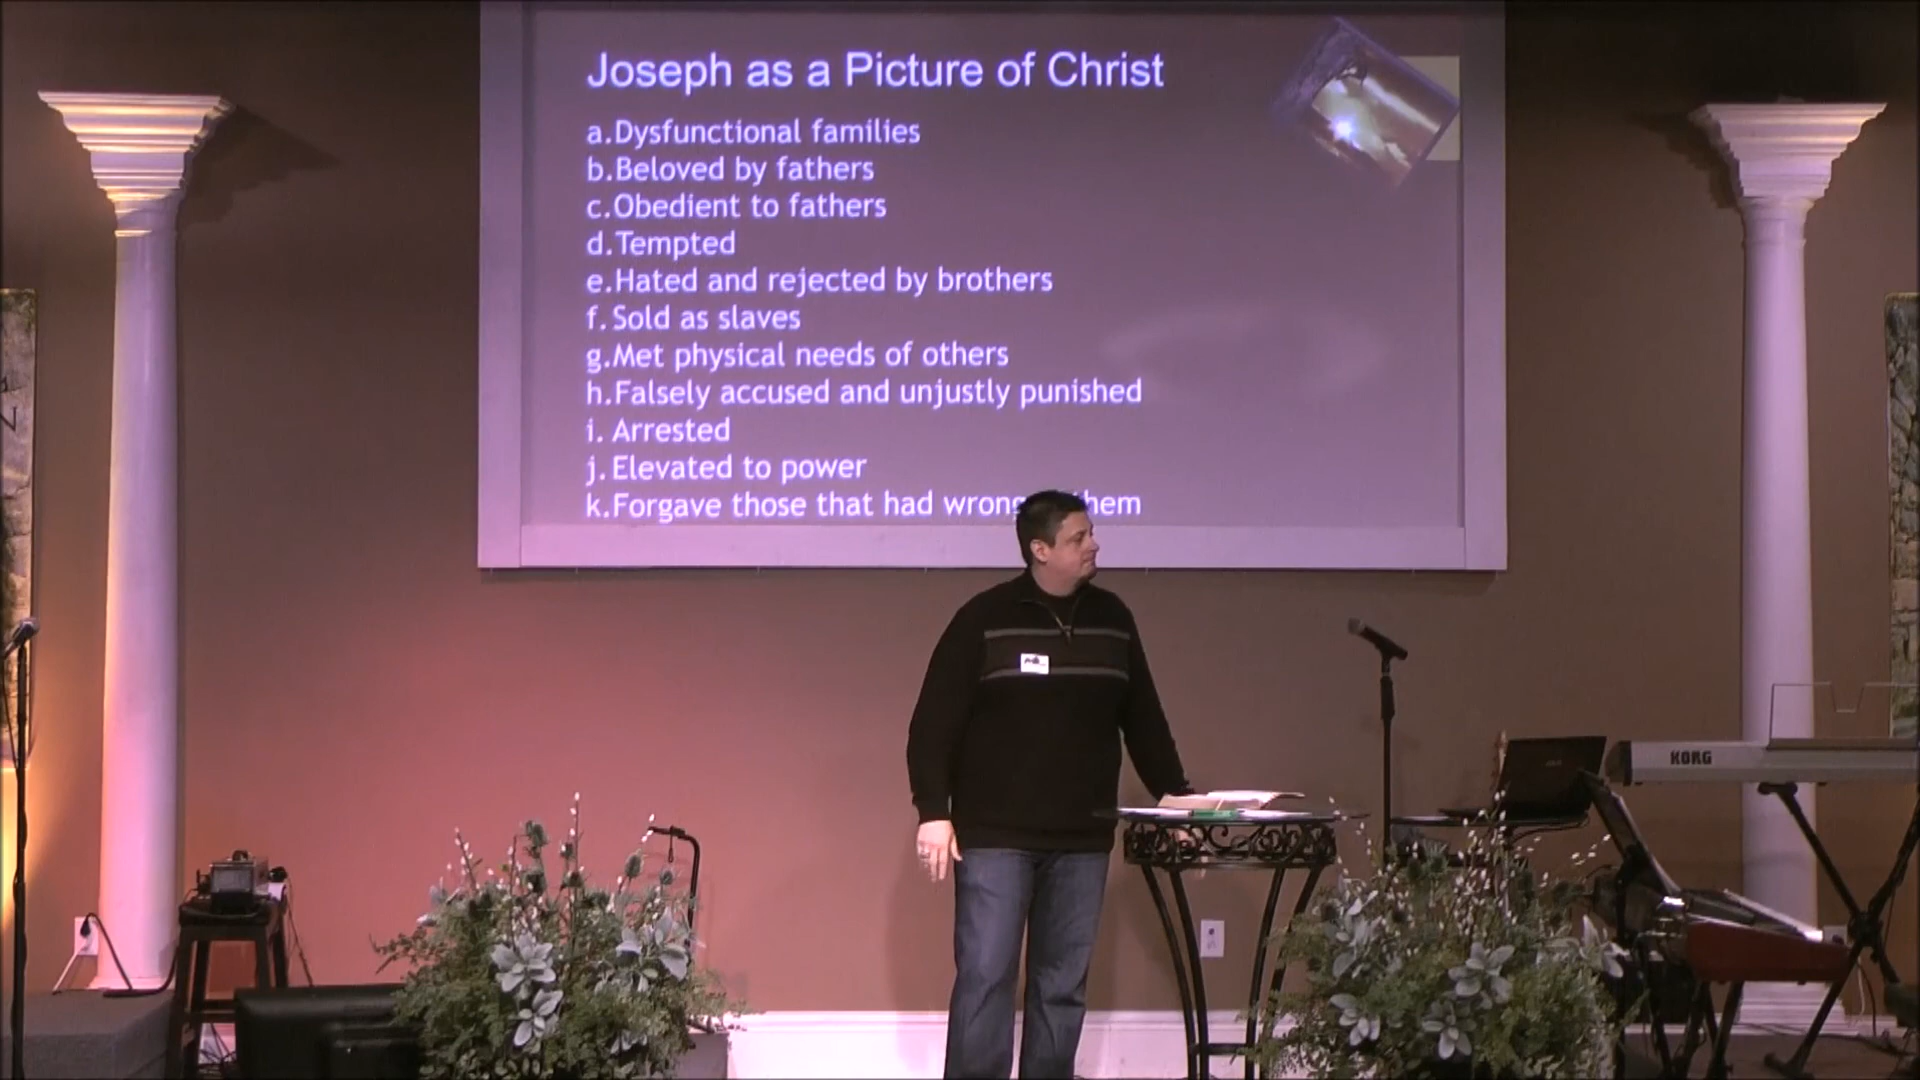 Joseph as a Picture of Christ
a.Dysfunctional families
b.Beloved by fathers
c.Obedient to fathers
d.Tempted
e.Hated and rejected by brothers
f. Sold as slaves
g.Met physical needs of others
h.Falsely accused and unjustly punished
i. Arrested
j. Elevated to power
k.Forgave those that had
KORG